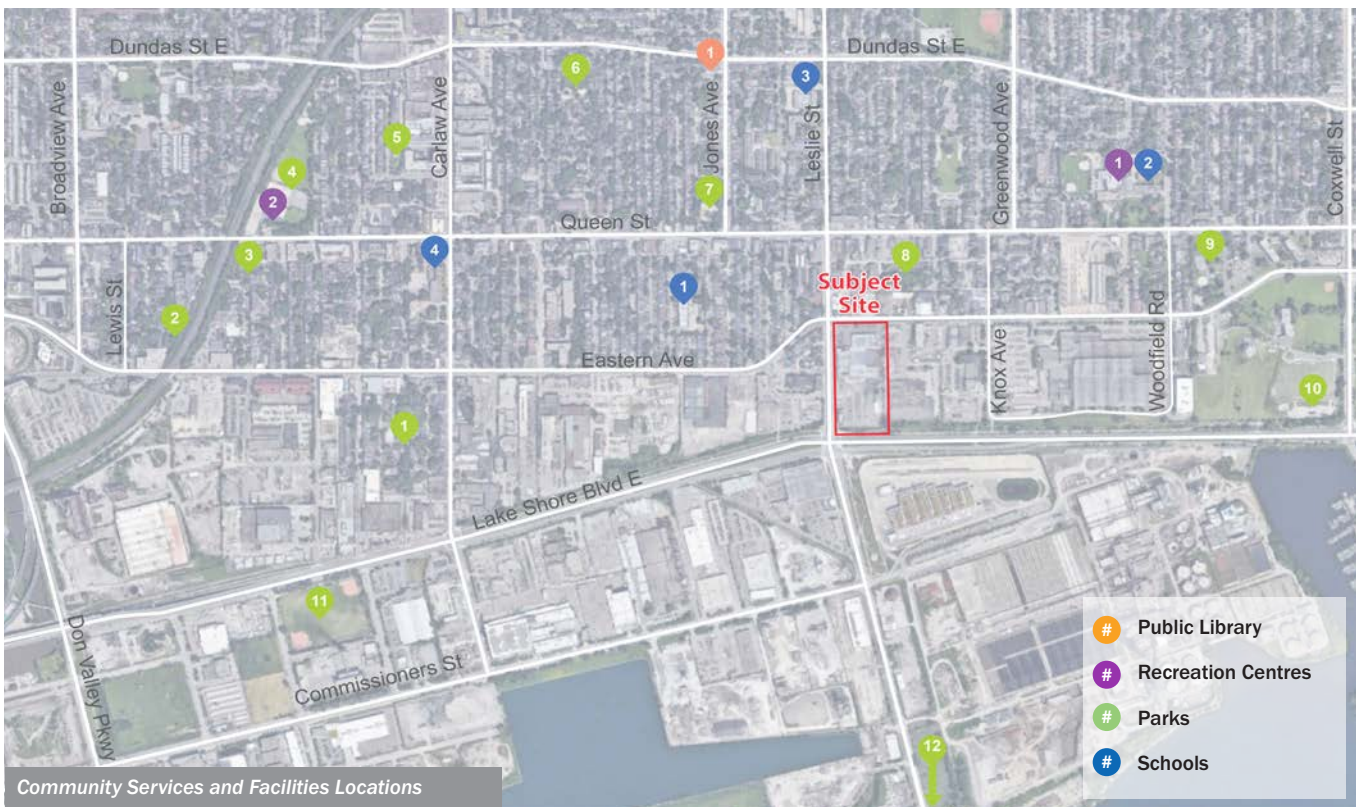 Dundas St E
Dundas St E
1
6
3
Broadview Ave
Carlaw Ave
Jones Ave
Leslie St
Greenwood Ave
Coxwell St
5
4
2
7
1
2
Queen St
3
4
8
9
1
Subject
Site
2
Lewis St
Eastern Ave
Knox Ave
Woodfield Rd
10
1
Lake Shore Blvd E
11
Don Valley Pkwy
Commissioners St
12
# Public Library
# Recreation Centres
# Parks
# Schools
Community Services and Facilities Locations